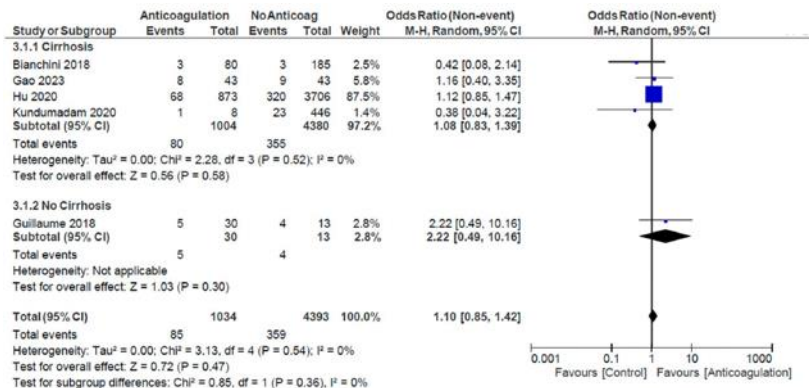 Anticoagulation No Anticoag Odds Ratio (Non-event) Odds Ratio (Non-event)
Study or Subgroup Events Total Events Total Weight M-H, Random, 95% CI M-H, Random, 95% CI
3.1.1 Cirrhosis
Bianchini 2018 3 80 3 185 2.5% 0.42 [0.08, 2.14]
Gao 2023 8 43 9 43 6.4% 1.16 [0.40, 3.35]
Hu 2020 68 873 320 3706 87.5% 1.12 [0.85, 1.47]
Kundumadam 2020 1 8 23 446 1.4% 0.38 [0.04, 3.22]
Subtotal (95% CI) 1004 4380 97.2% 1.08 [0.83, 1.39]
Total events 80 355
Heterogeneity: Tau² = 0.00; Chi² = 2.28, df = 3 (P = 0.52); I² = 0%
Test for overall effect: Z = 0.56 (P = 0.58)
3.1.2 No Cirrhosis
Guillaume 2018 5 30 4 13 2.8% 2.22 [0.49, 10.16]
Subtotal (95% CI) 30 13 2.8% 2.22 [0.49, 10.16]
Total events 5 4
Heterogeneity: Not applicable
Test for overall effect: Z = 1.03 (P = 0.30)
Total (95% CI) 1034 4393 100.0% 1.10 [0.85, 1.42]
Total events 85 359
Heterogeneity: Tau² = 0.00; Chi² = 3.13, df = 4 (P = 0.54); I² = 0%
Test for overall effect: Z = 0.72 (P = 0.47)
Test for subgroup differences: Chi² = 0.85, df = 1 (P = 0.36), I² = 0%
0.001 0.1 1 10 1000
Favours [Control] Favours [Anticoagulation]